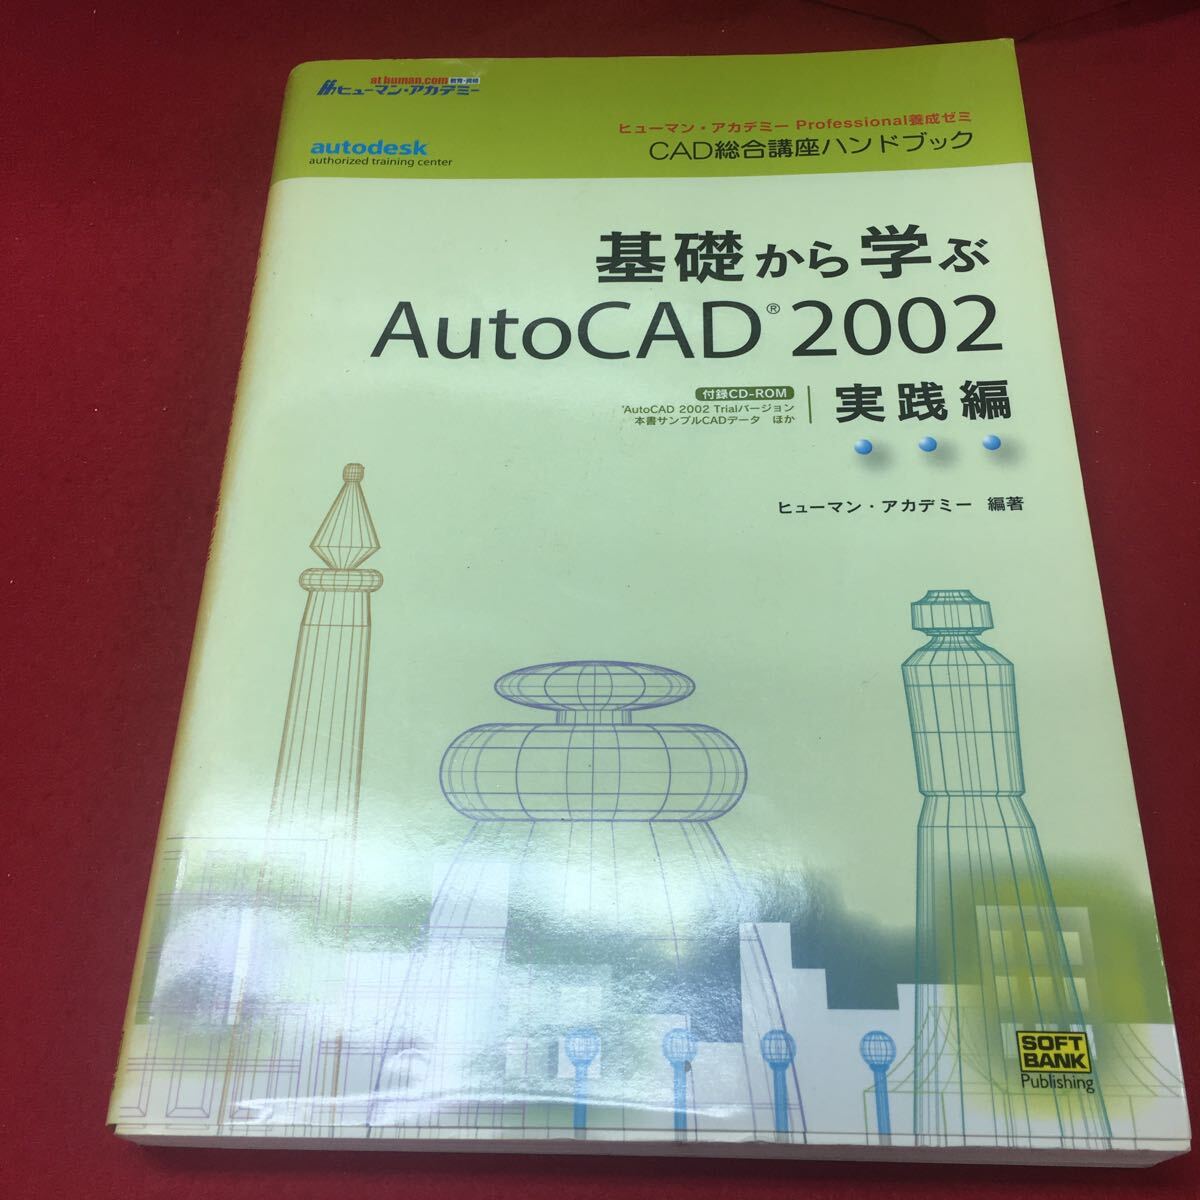 at human.com 教育・資格
ヒューマン・アカデミー
autodesk
authorized training center
ヒューマン・アカデミー Professional養成ゼミ
CAD総合講座ハンドブック
基礎から学ぶ
AutoCAD® 2002
付録CD-ROM
AutoCAD 2002 Trialバージョン
本書サンプルCADデータ ほか
実践編
ヒューマン・アカデミー 編著
SOFT
BANK
Publishing